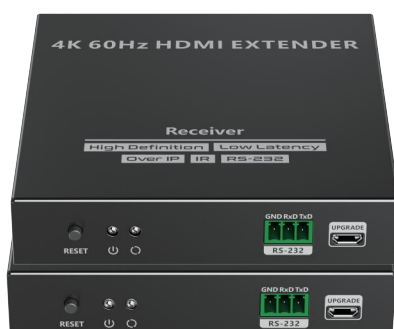 4K 60Hz HDMI EXTENDER
Receiver
High Definition Low Latency
Over IP IR RS-232
GND RxD TxD
UPGRADE
RESET
RS-232
GND RxD TxD
UPGRADE
RESET
RS-232